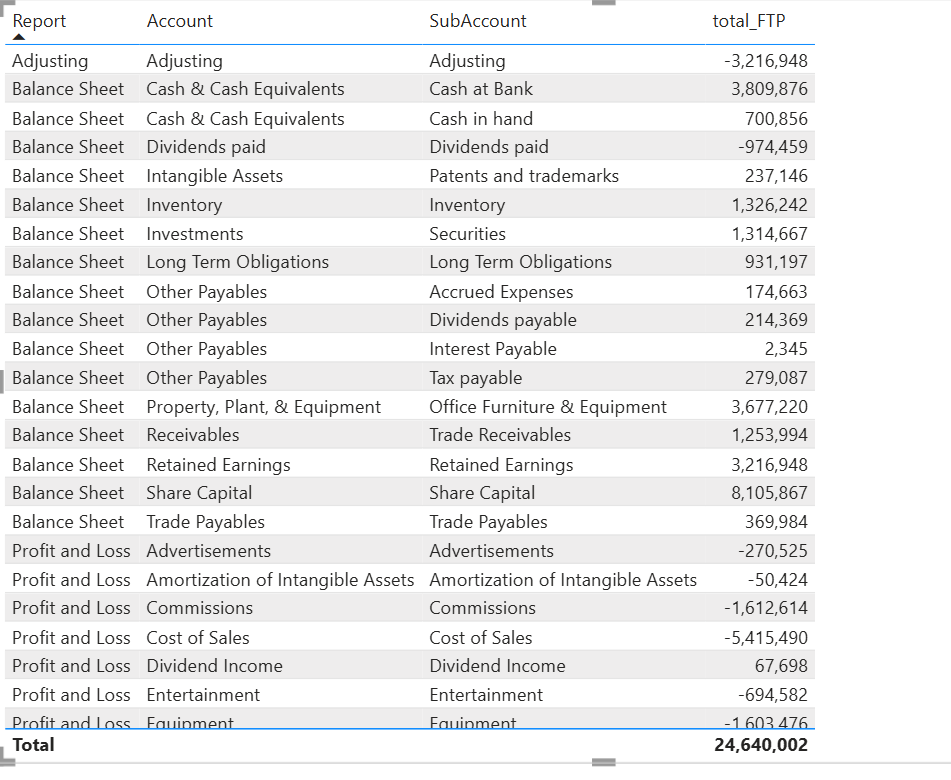 Report Account SubAccount total_FTP
Adjusting Adjusting Adjusting -3,216,948
Balance Sheet Cash & Cash Equivalents Cash at Bank 3,809,876
Balance Sheet Cash & Cash Equivalents Cash in hand 700,856
Balance Sheet Dividends paid Dividends paid -974,459
Balance Sheet Intangible Assets Patents and trademarks 237,146
Balance Sheet Inventory Inventory 1,326,242
Balance Sheet Investments Securities 1,314,667
Balance Sheet Long Term Obligations Long Term Obligations 931,197
Balance Sheet Other Payables Accrued Expenses 174,663
Balance Sheet Other Payables Dividends payable 214,369
Balance Sheet Other Payables Interest Payable 2,345
Balance Sheet Other Payables Tax payable 279,087
Balance Sheet Property, Plant, & Equipment Office Furniture & Equipment 3,677,220
Balance Sheet Receivables Trade Receivables 1,253,994
Balance Sheet Retained Earnings Retained Earnings 3,216,948
Balance Sheet Share Capital Share Capital 8,105,867
Balance Sheet Trade Payables Trade Payables 369,984
Profit and Loss Advertisements Advertisements -270,525
Profit and Loss Amortization of Intangible Assets Amortization of Intangible Assets -50,424
Profit and Loss Commissions Commissions -1,612,614
Profit and Loss Cost of Sales Cost of Sales -5,415,490
Profit and Loss Dividend Income Dividend Income 67,698
Profit and Loss Entertainment Entertainment -694,582
Profit and Loss Equipment Equipment -1,603,476
Total 24,640,002